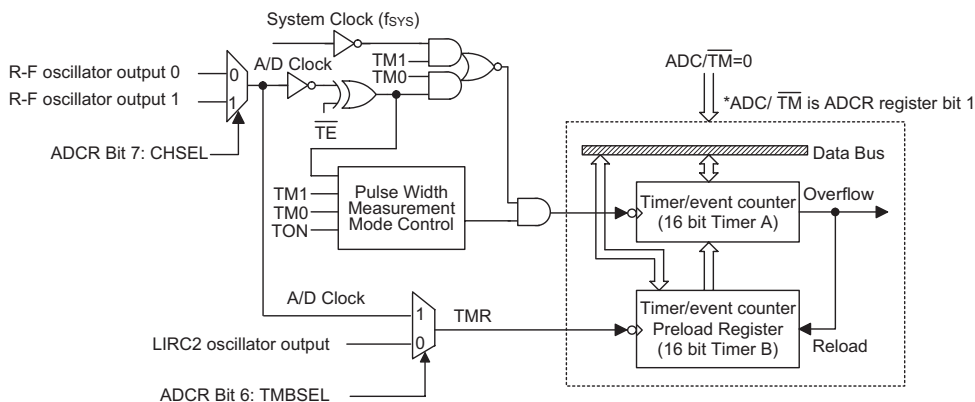 System Clock (fSYS)
TM1
TM0
R-F oscillator output 0
R-F oscillator output 1
0
1
A/D Clock
TE
ADCR Bit 7: CHSEL
TM1
TM0
TON
Pulse Width
Measurement
Mode Control
ADC/TM=0
*ADC/ TM is ADCR register bit 1
Data Bus
Timer/event counter
(16 bit Timer A)
Overflow
A/D Clock
LIRC2 oscillator output
1
0
TMR
Timer/event counter
Preload Register
(16 bit Timer B)
Reload
ADCR Bit 6: TMBSEL